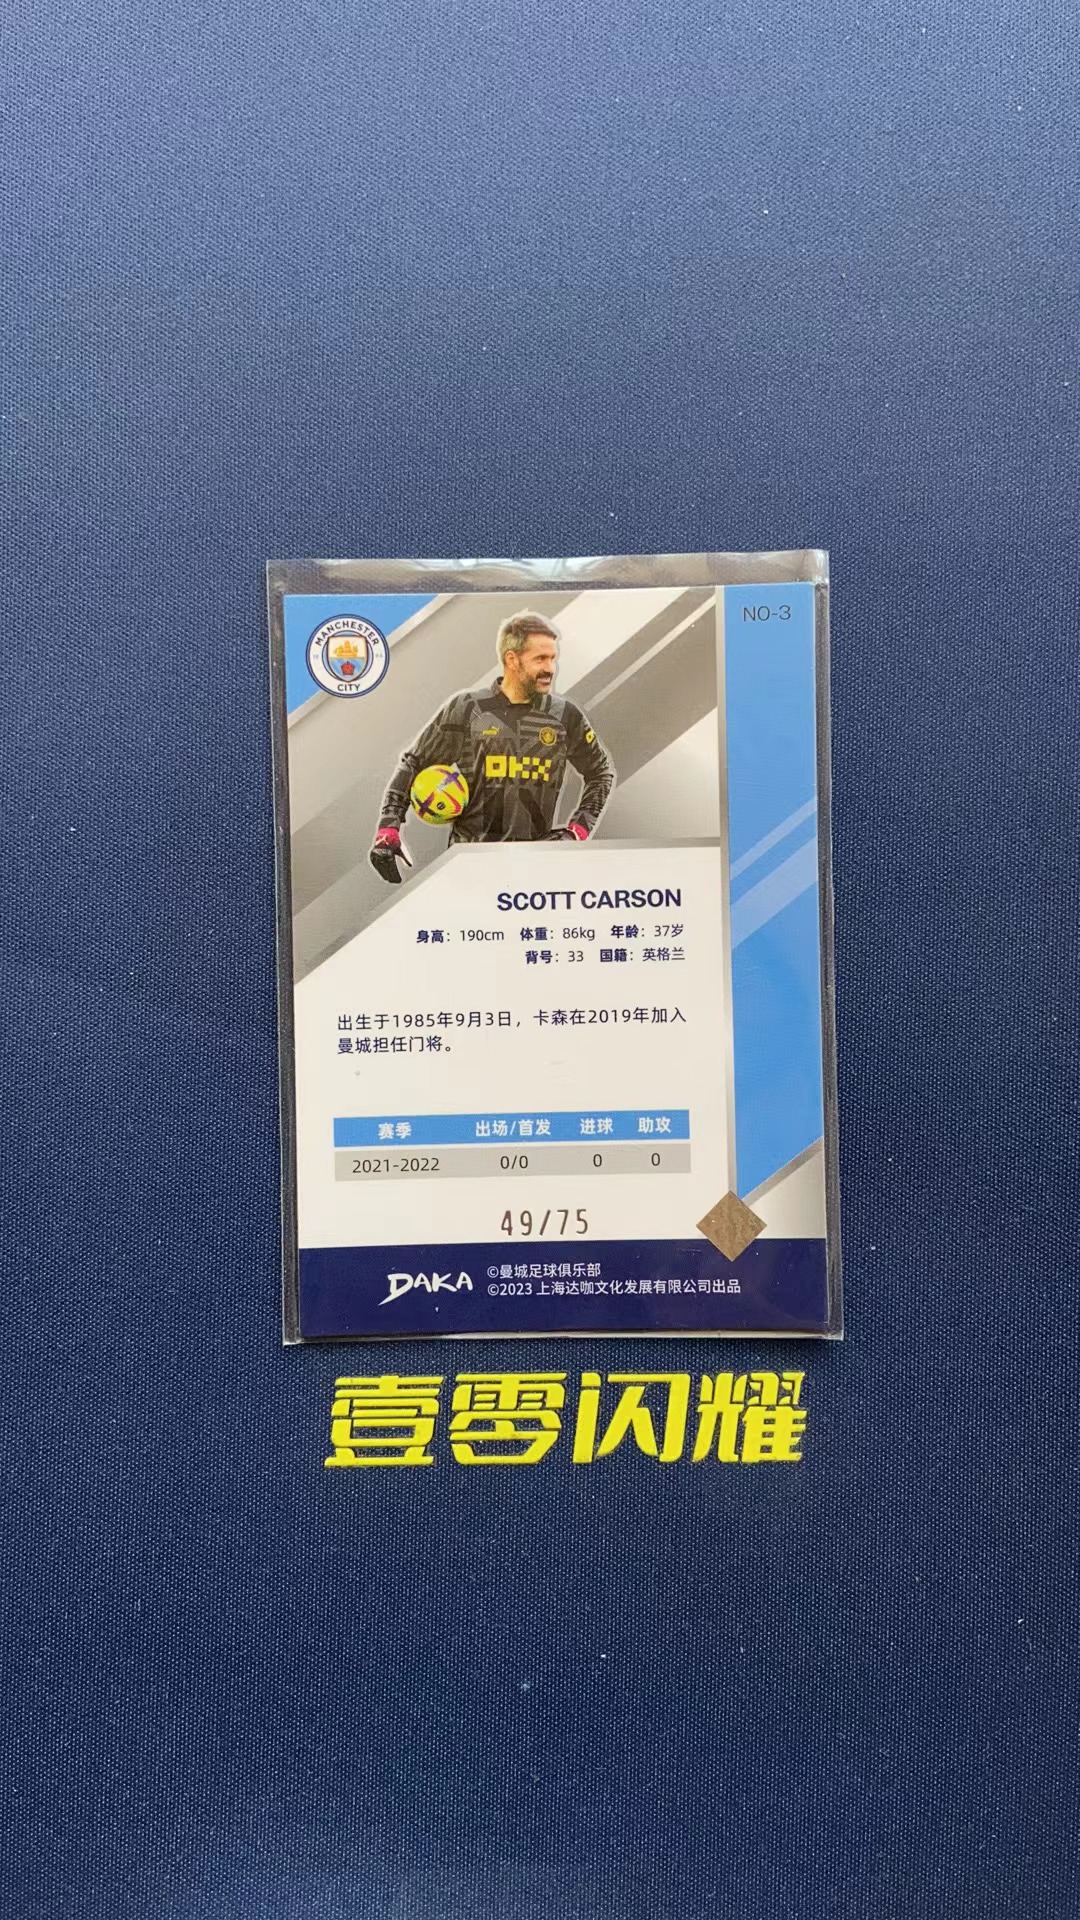 NO-3
MANCHESTER
CITY
OKX
SCOTT CARSON
身高：190cm 体重：86kg 年龄：37岁
背号：33 国籍：英格兰
出生于1985年9月3日，卡森在2019年加入
曼城担任门将。
赛季 出场/首发 进球 助攻
2021-2022 0/0 0 0
49/75
DAKA
©曼城足球俱乐部
©2023 上海达咖文化发展有限公司出品
壹零闪耀